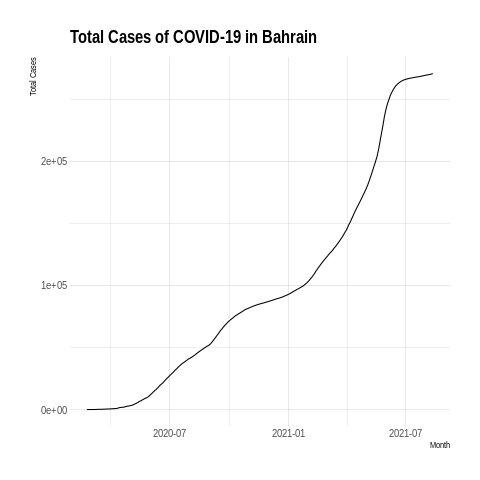 Total Cases of COVID-19 in Bahrain
Total Cases
2e+05
1e+05
0e+00
2020-07
2021-01
2021-07
Month